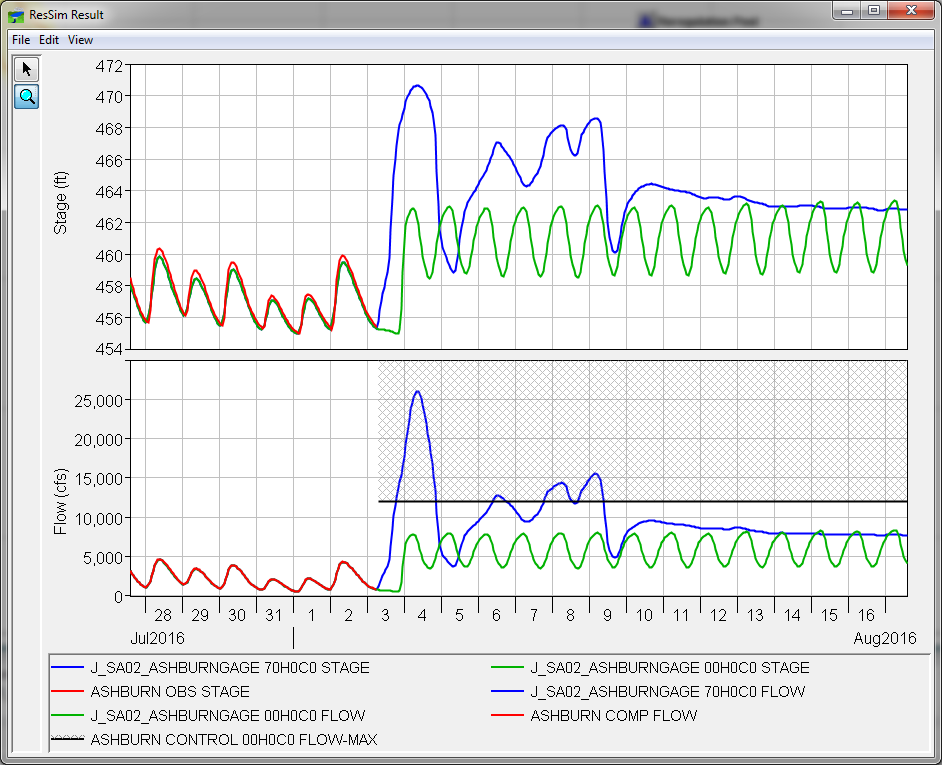 ResSim Result
File Edit View
472
470
468
466
464
462
460
458
456
454
Stage (ft)
25,000
20,000
15,000
10,000
5,000
0
Flow (cfs)
28 29 30 31 1 2 3 4 5 6 7 8 9 10 11 12 13 14 15 16
Jul2016 Aug2016
J_SA02_ASHBURNGAGE 70H0C0 STAGE J_SA02_ASHBURNGAGE 00H0C0 STAGE
ASHBURN OBS STAGE J_SA02_ASHBURNGAGE 70H0C0 FLOW
J_SA02_ASHBURNGAGE 00H0C0 FLOW ASHBURN COMP FLOW
ASHBURN CONTROL 00H0C0 FLOW-MAX